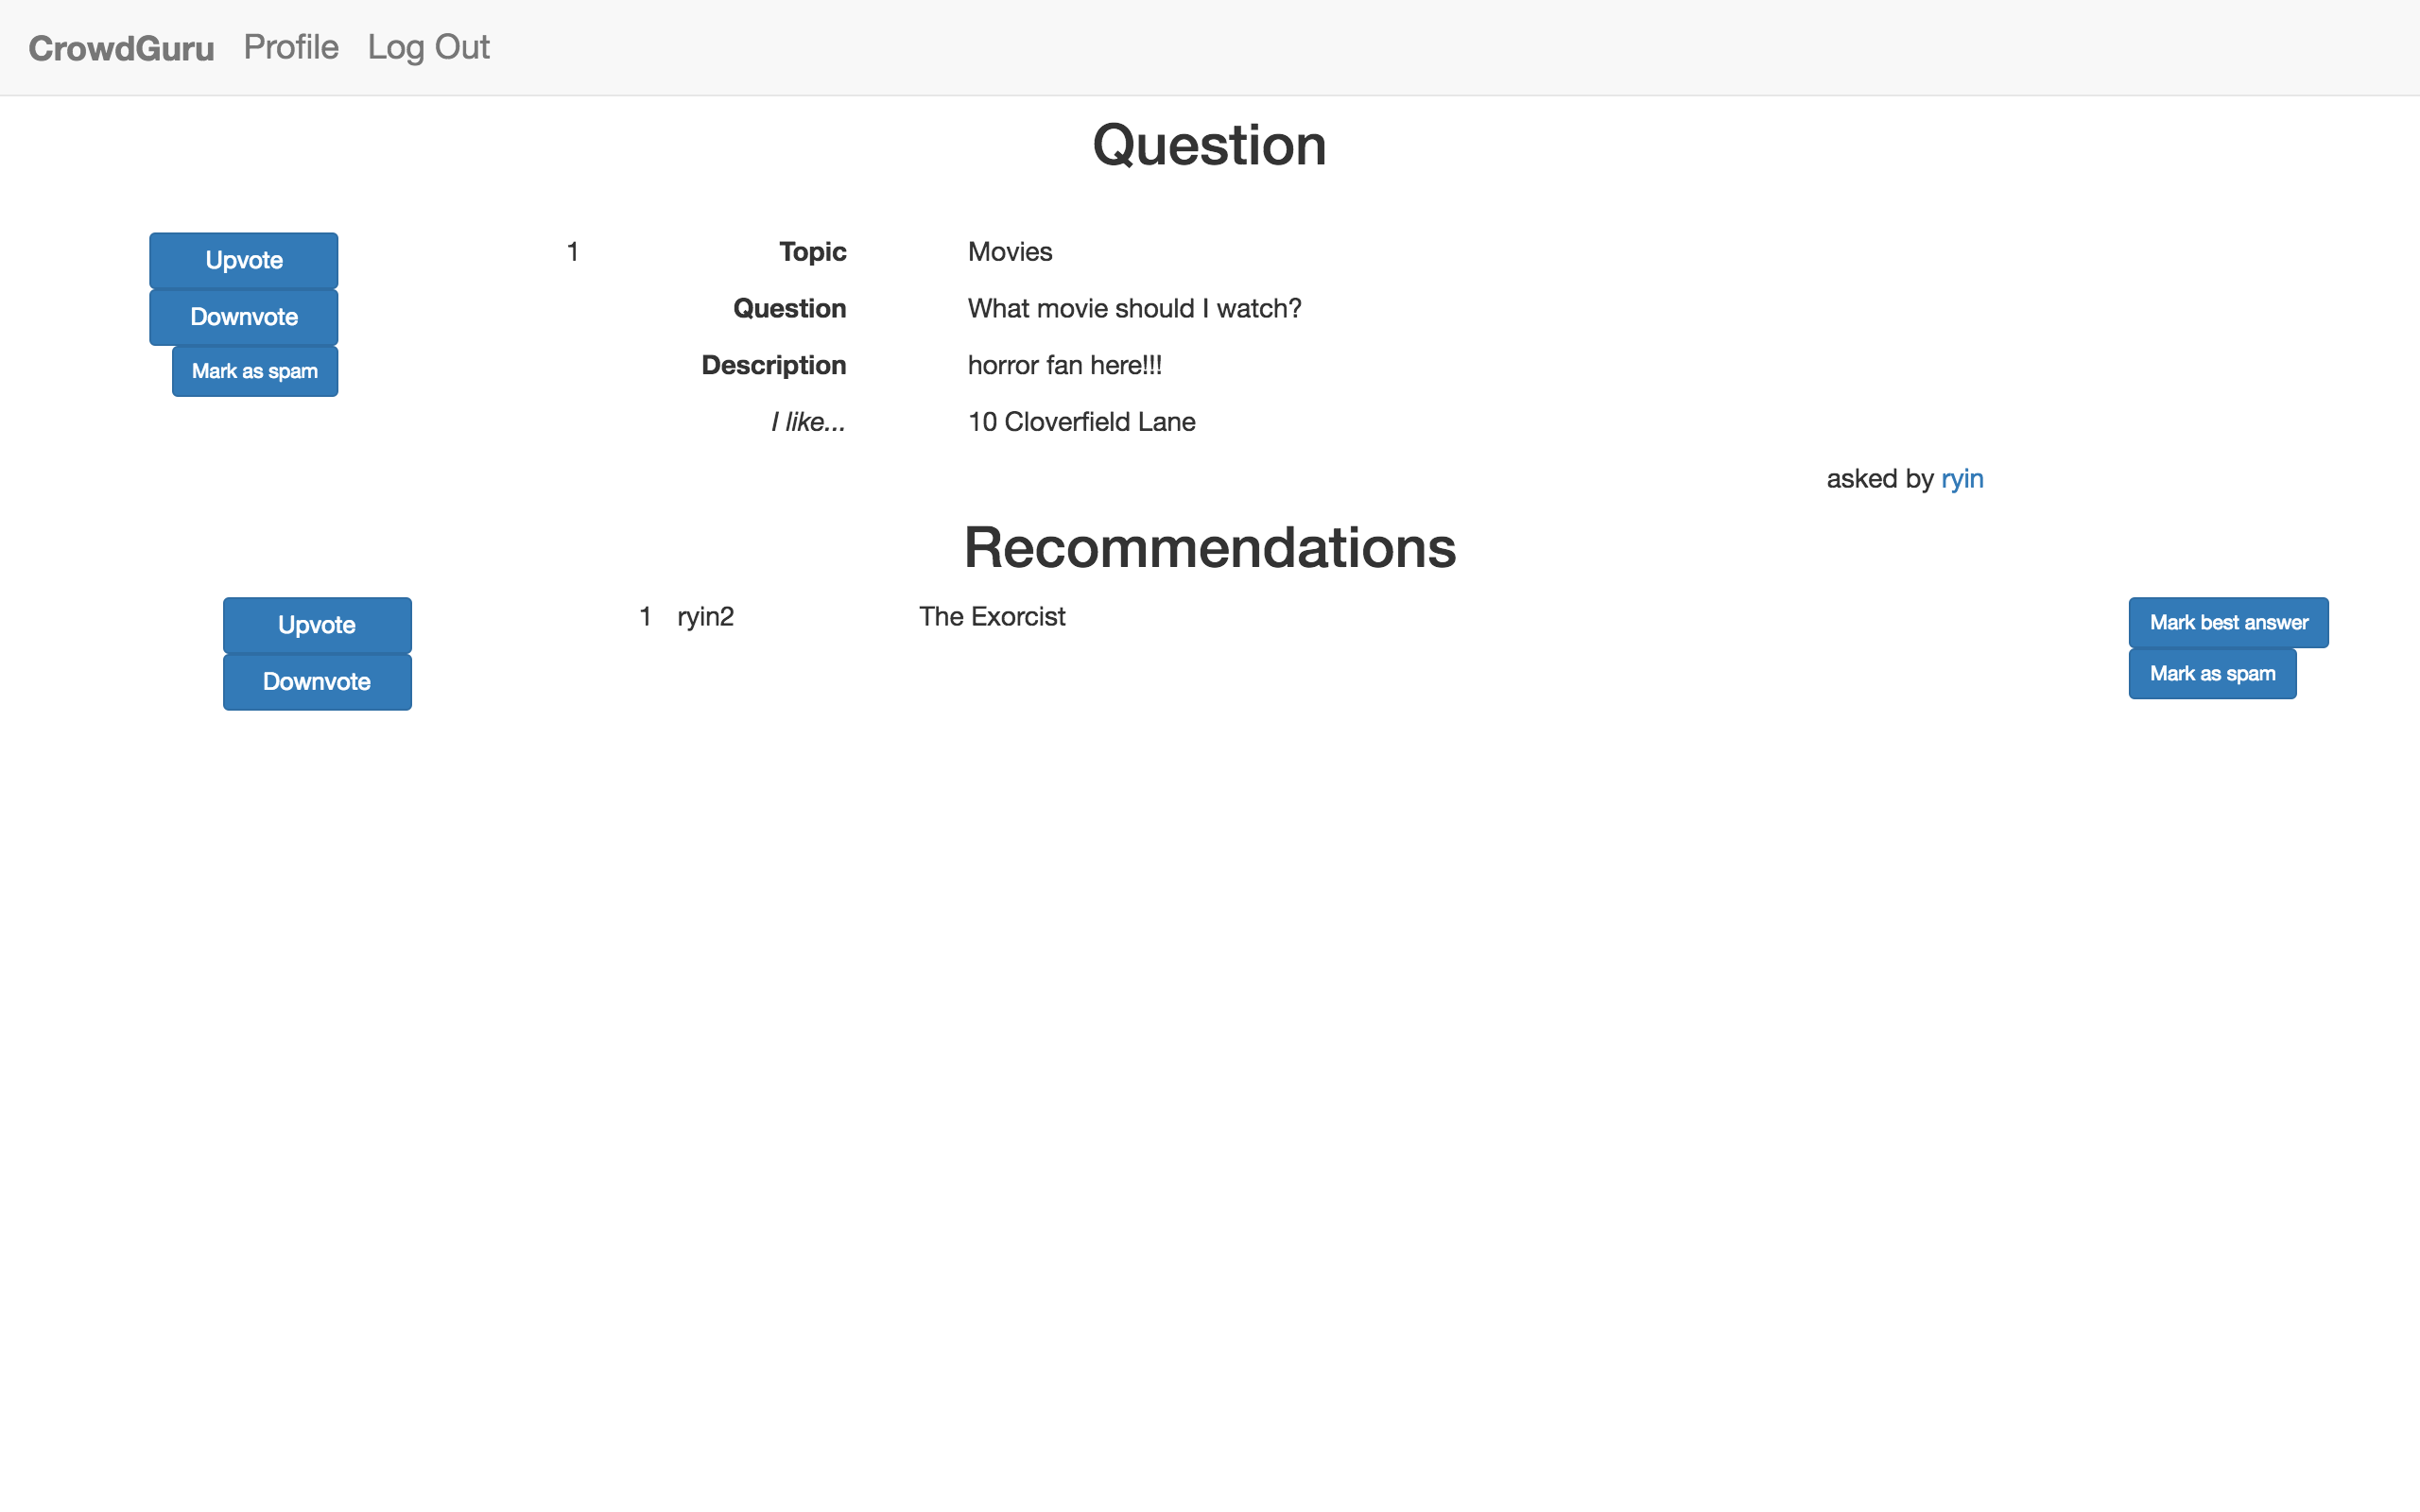 CrowdGuru Profile Log Out
Question
Upvote 1 Topic Movies
Downvote Question What movie should I watch?
Mark as spam Description horror fan here!!!
I like... 10 Cloverfield Lane
asked by ryin
Recommendations
Upvote 1 ryin2 The Exorcist Mark best answer
Downvote Mark as spam